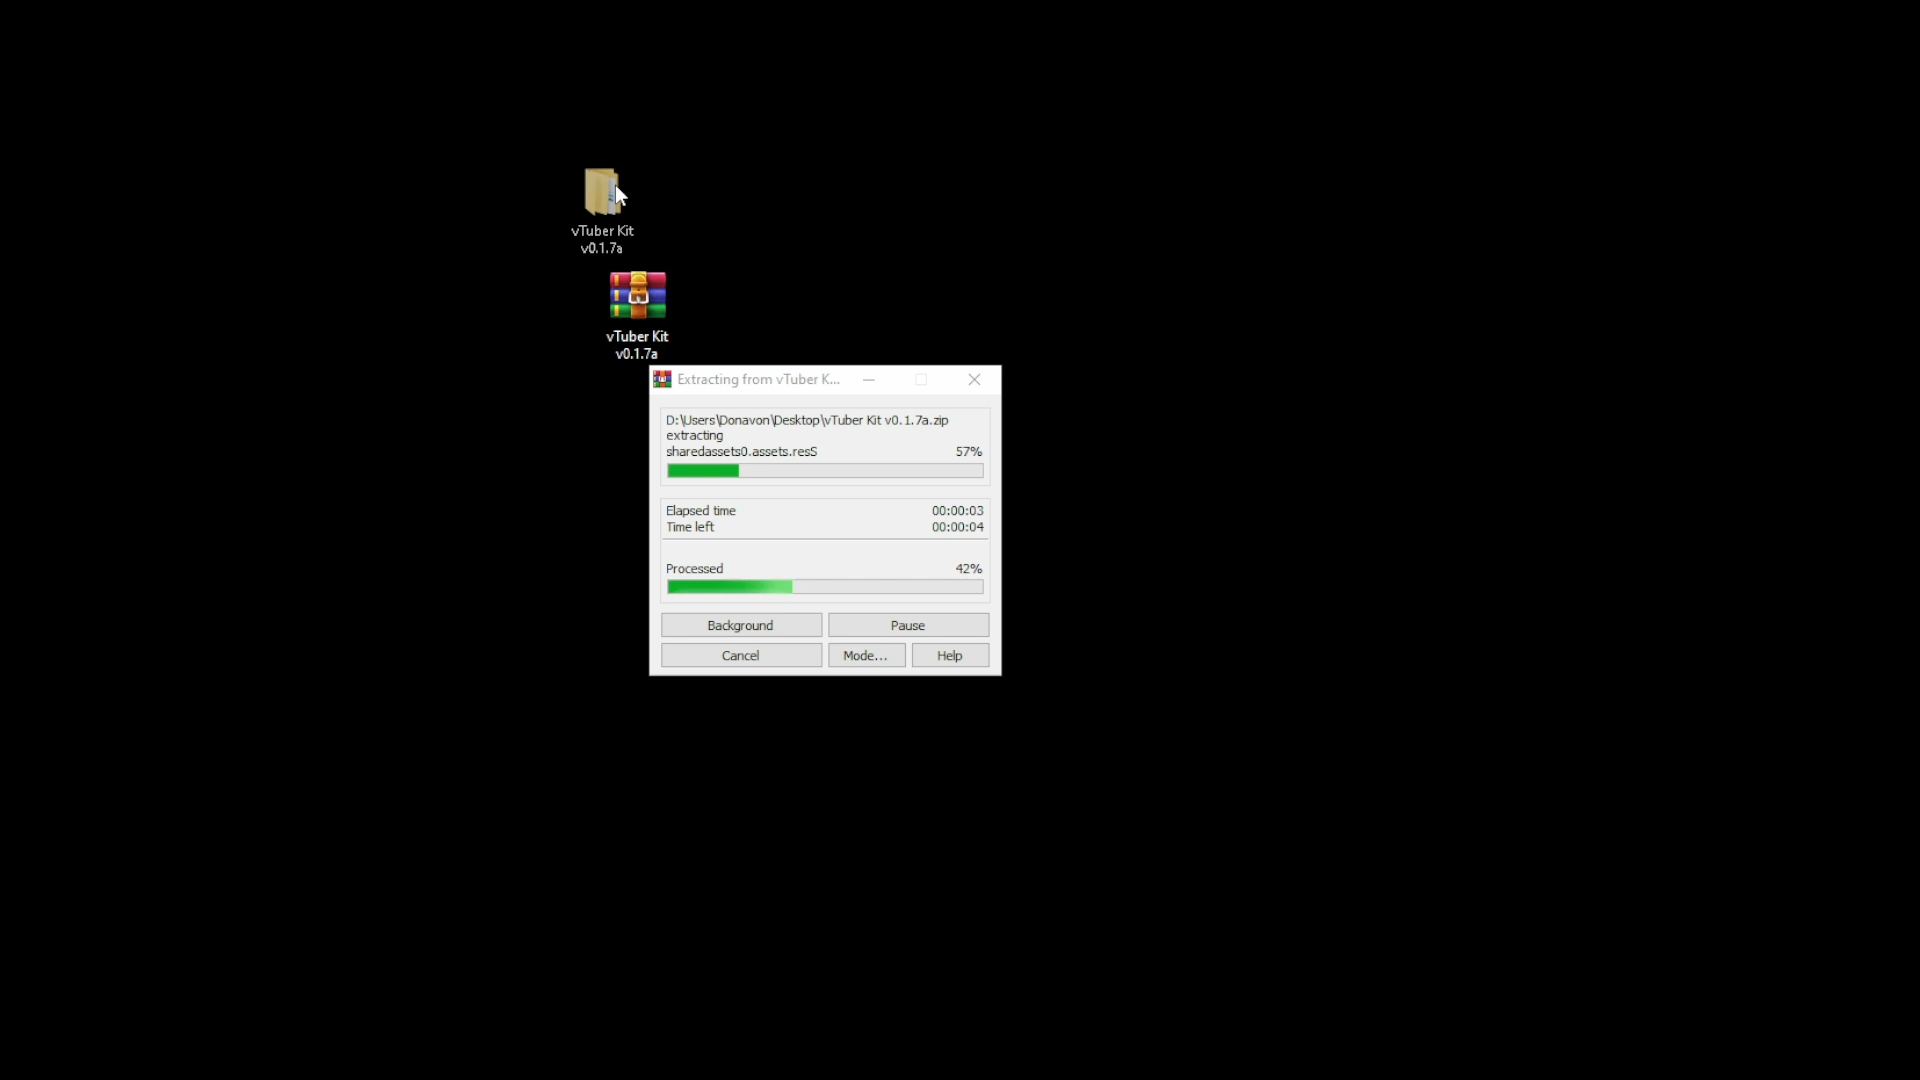 vTuber Kit
v0.1.7a
vTuber Kit
v0.1.7a
Extracting from vTuber K...
D:\Users\Donavon\Desktop\vTuber Kit v0.1.7a.zip
extracting
sharedassets0.assets.resS 57%
Elapsed time 00:00:03
Time left 00:00:04
Processed 42%
Background Pause
Cancel Mode... Help